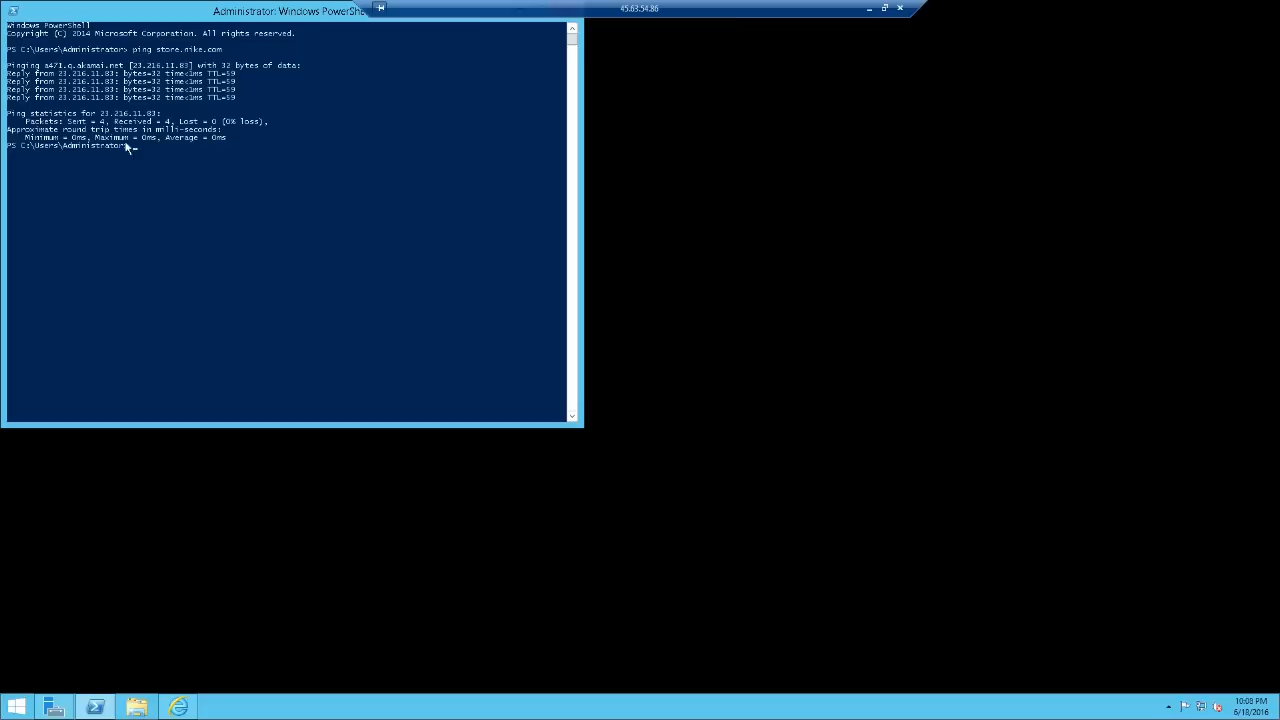 Administrator: Windows PowerShe
45.63.54.86
Windows PowerShell
Copyright (C) 2014 Microsoft Corporation. All rights reserved.
PS C:\Users\Administrator> ping store.nike.com
Pinging a471.q.akamai.net [23.216.11.83] with 32 bytes of data:
Reply from 23.216.11.83: bytes=32 time<1ms TTL=59
Reply from 23.216.11.83: bytes=32 time<1ms TTL=59
Reply from 23.216.11.83: bytes=32 time<1ms TTL=59
Reply from 23.216.11.83: bytes=32 time<1ms TTL=59
Ping statistics for 23.216.11.83:
Packets: Sent = 4, Received = 4, Lost = 0 (0% loss),
Approximate round trip times in milli-seconds:
Minimum = 0ms, Maximum = 0ms, Average = 0ms
PS C:\Users\Administrator> _
10:08 PM
6/18/2016